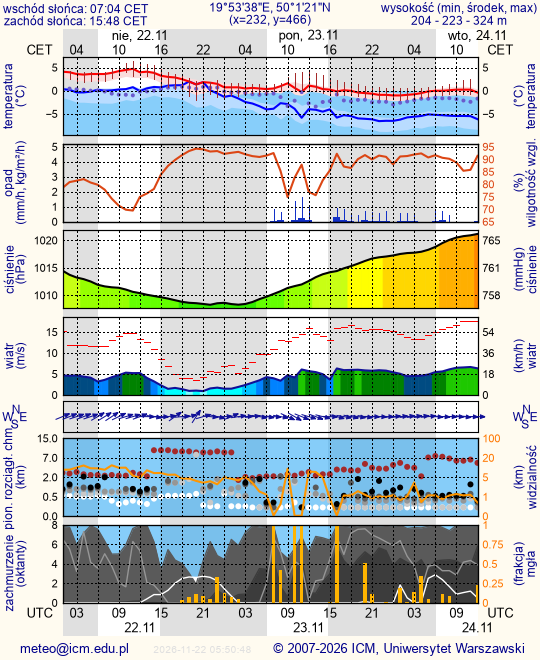 wschód słońca: 07:04 CET
zachód słońca: 15:48 CET
19°53'38"E, 50°1'21"N
(x=232, y=466)
wysokość (min, środek, max)
204 - 223 - 324 m
nie, 22.11
pon, 23.11
wto, 24.11
CET 04 10 16 22 04 10 16 22 04 10 CET
temperatura (°C)
5
0
-5
5
0
-5
temperatura (°C)
opad (mm/h, kg/m²/h)
5
4
3
2
1
0
95
90
85
80
75
70
65
(%) wilgotność wzgl.
ciśnienie (hPa)
1020
1015
1010
765
761
758
(mmHg) ciśnienie
wiatr (m/s)
15
10
5
0
54
36
18
0
(km/h) wiatr
N
W E
S
N
W E
S
pion. rozciągł. chm. (km)
15.0
7.0
2.0
1.0
0.5
0.0
100
20
5
1
0
(km) widzialność
zachmurzenie (oktanty)
8
6
4
2
0
1
0.75
0.5
0.25
0
(frakcja) mgła
UTC 03 09 15 21 03 09 15 21 03 09 UTC
22.11
23.11
24.11
meteo@icm.edu.pl
2026-11-22 05:50:48
© 2007-2026 ICM, Uniwersytet Warszawski